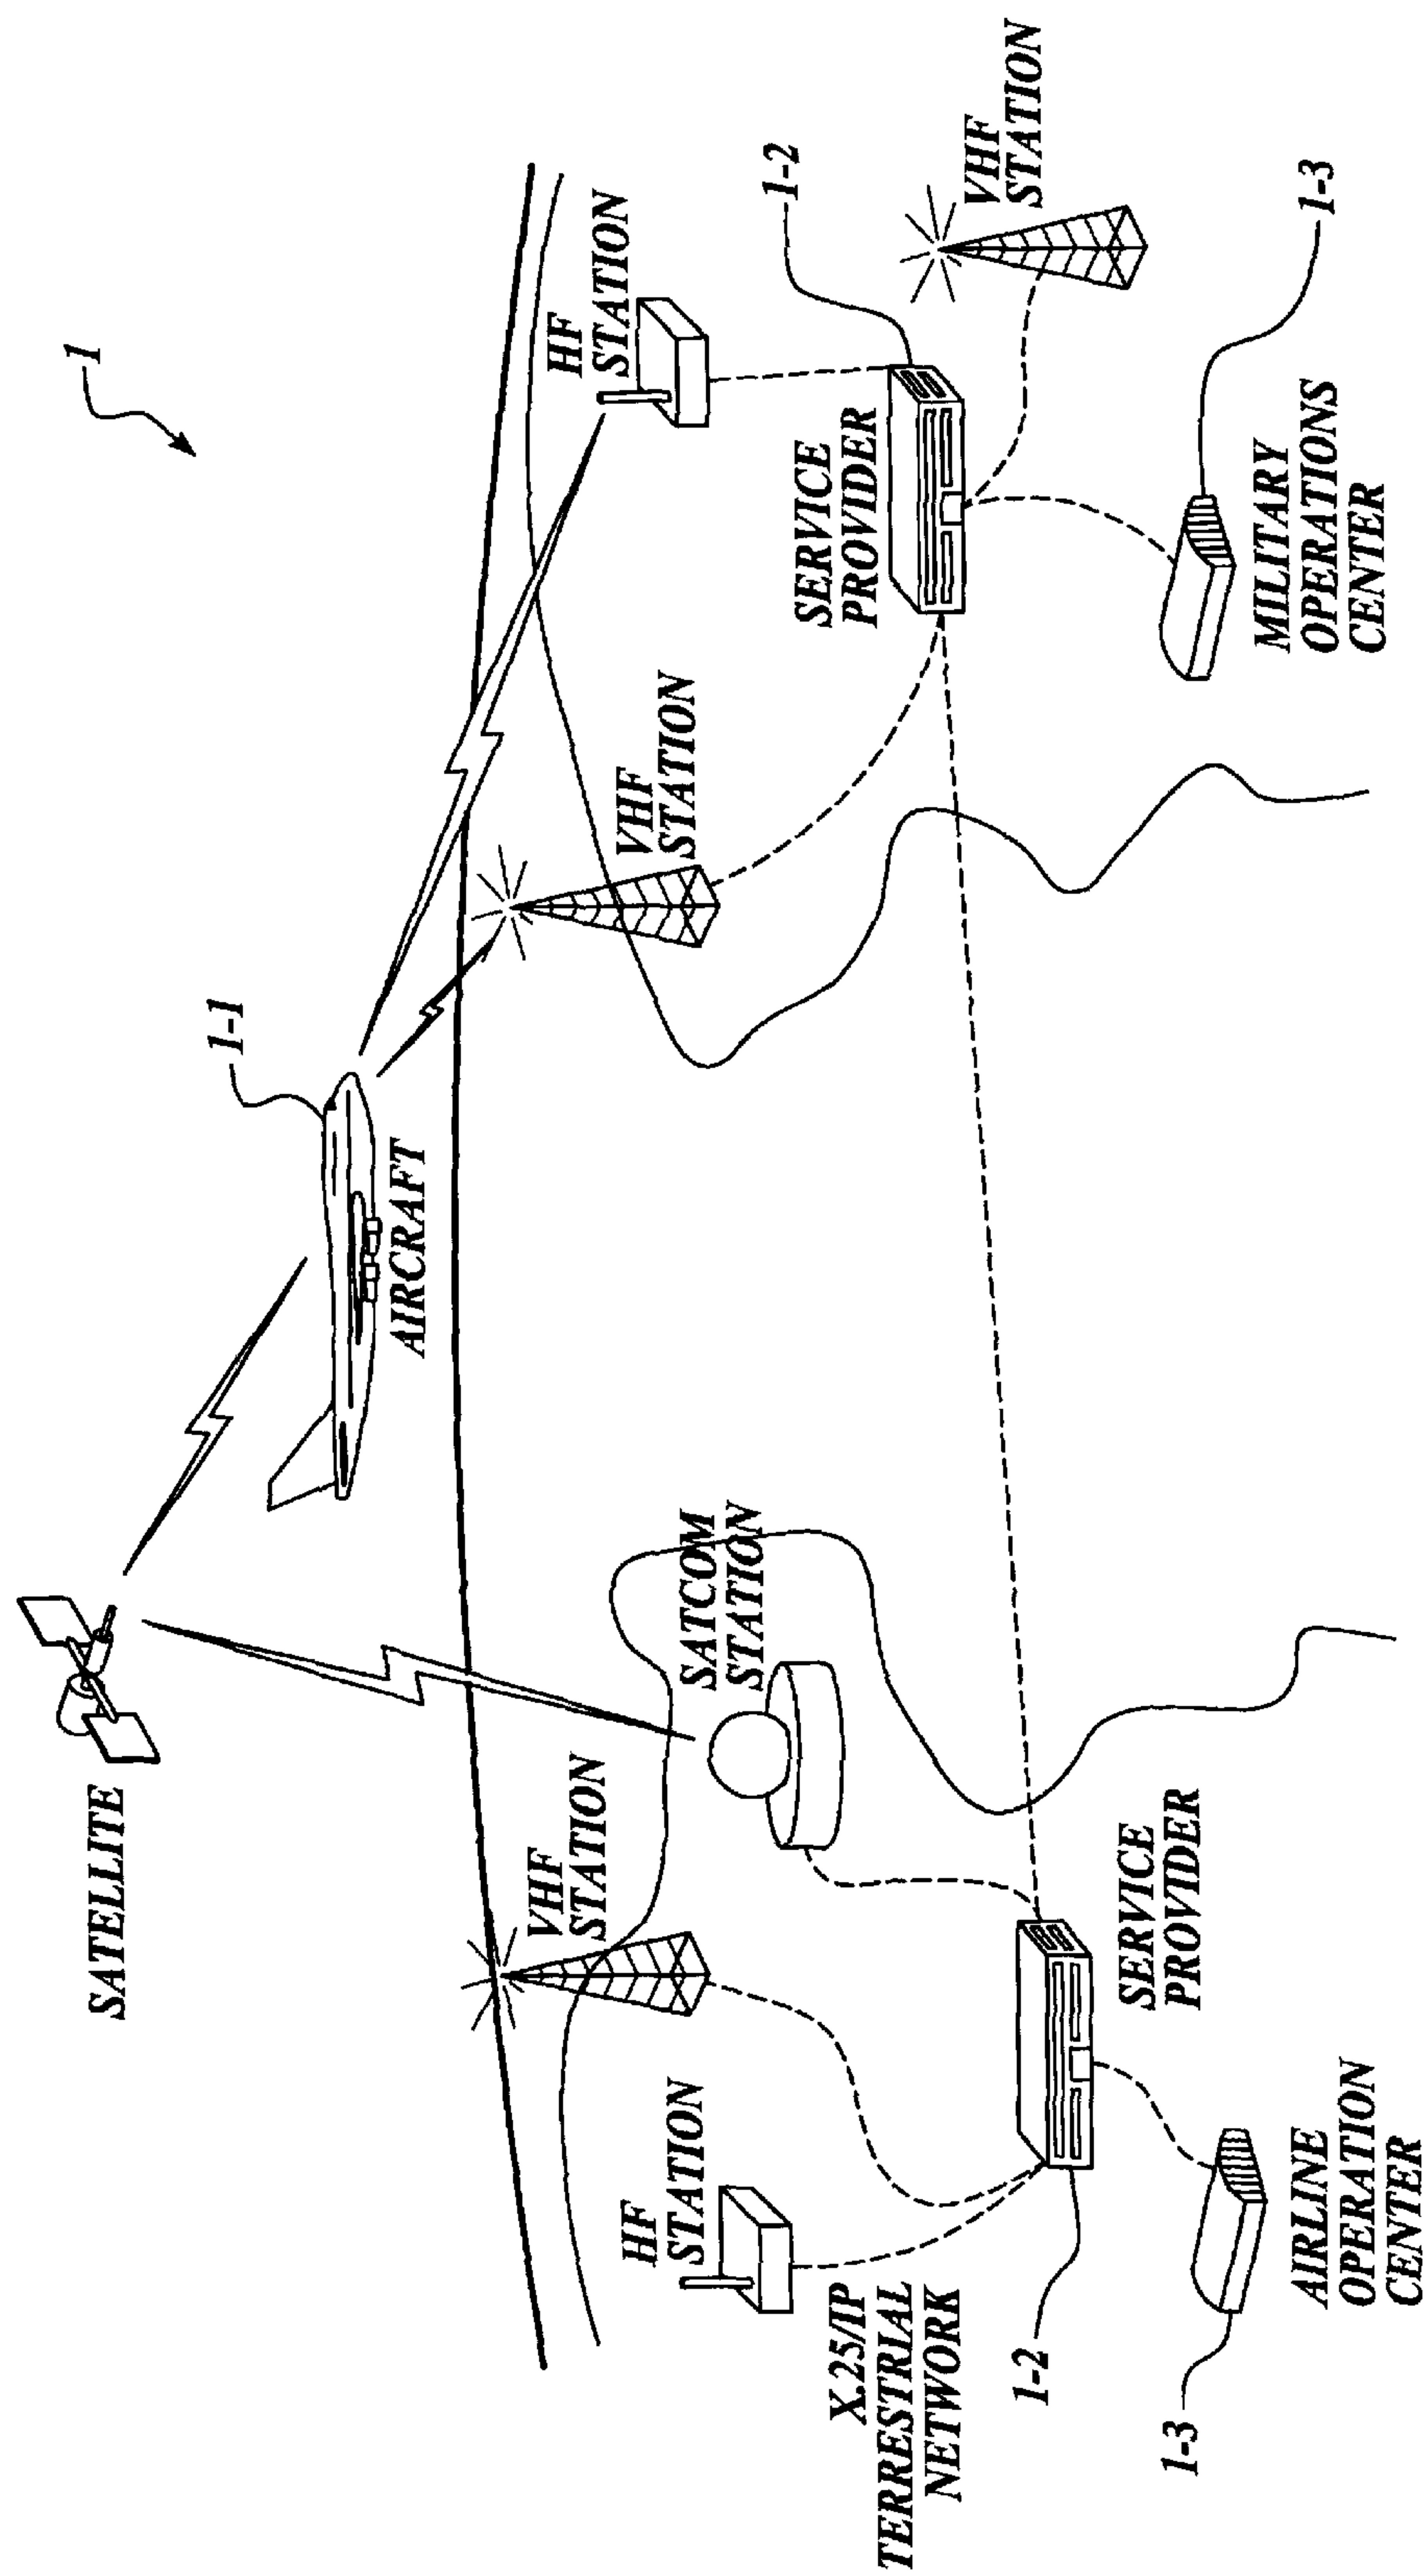 1
SATELLITE
1-1
AIRCRAFT
HF
STATION
VHF
STATION
SATCOM
STATION
VHF
STATION
HF
STATION
X.25/IP
TERRESTRIAL
NETWORK
1-2
SERVICE
PROVIDER
1-3
AIRLINE
OPERATION
CENTER
SERVICE
PROVIDER
1-2
VHF
STATION
MILITARY
OPERATIONS
CENTER
1-3